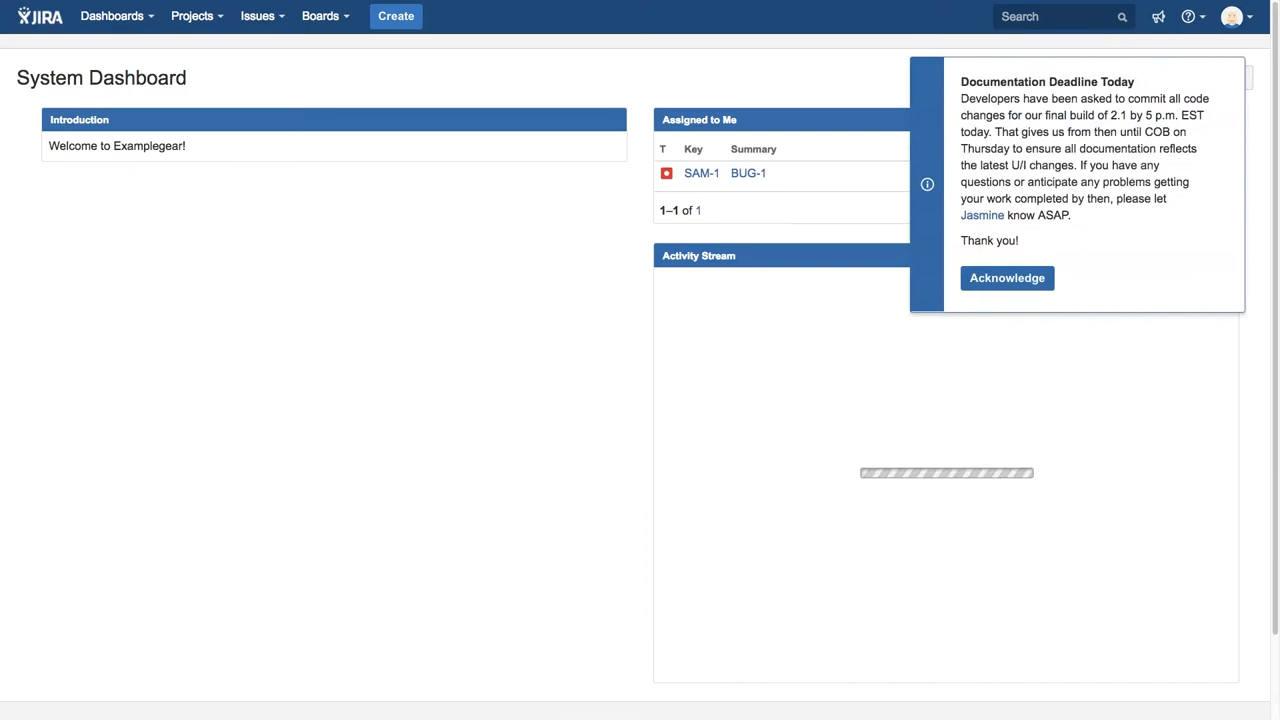 JIRA Dashboards Projects Issues Boards Create Search
System Dashboard
Introduction
Welcome to Examplegear!
Assigned to Me
T Key Summary
SAM-1 BUG-1
1–1 of 1
Activity Stream
Documentation Deadline Today
Developers have been asked to commit all code
changes for our final build of 2.1 by 5 p.m. EST
today. That gives us from then until COB on
Thursday to ensure all documentation reflects
the latest U/I changes. If you have any
questions or anticipate any problems getting
your work completed by then, please let
Jasmine know ASAP.
Thank you!
Acknowledge